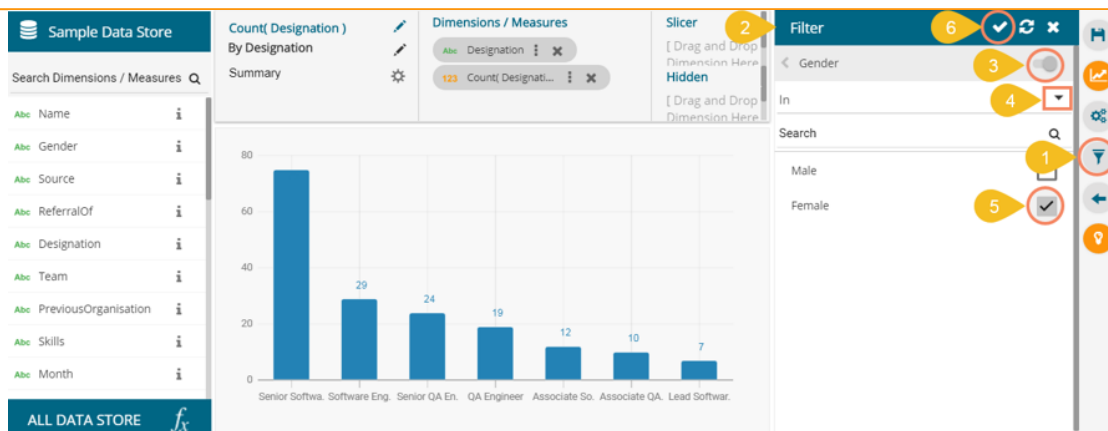 Sample Data Store
Search Dimensions / Measures
Abc Name i
Abc Gender i
Abc Source i
Abc ReferralOf i
Abc Designation i
Abc Team i
Abc PreviousOrganisation i
Abc Skills i
Abc Month i
ALL DATA STORE fx
Count( Designation )
By Designation
Summary
Dimensions / Measures
Abc Designation
123 Count( Designati...
Slicer
[ Drag and Drop
Dimension Here
Hidden
[ Drag and Drop
Dimension Here
80
60
40
20
0
29
24
19
12
10
7
Senior Softwa. Software Eng. Senior QA En. QA Engineer Associate So. Associate QA. Lead Softwar.
2
Filter
6
Gender
3
In
4
Search
1
Male
Female
5